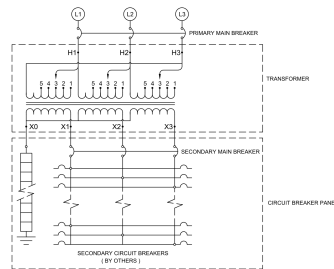 L1 L2 L3
PRIMARY MAIN BREAKER
H1 H2 H3
5 4 3 2 1 5 4 3 2 1 5 4 3 2 1
TRANSFORMER
X0 X1 X2 X3
SECONDARY MAIN BREAKER
CIRCUIT BREAKER PANE
SECONDARY CIRCUIT BREAKERS
( BY OTHERS )